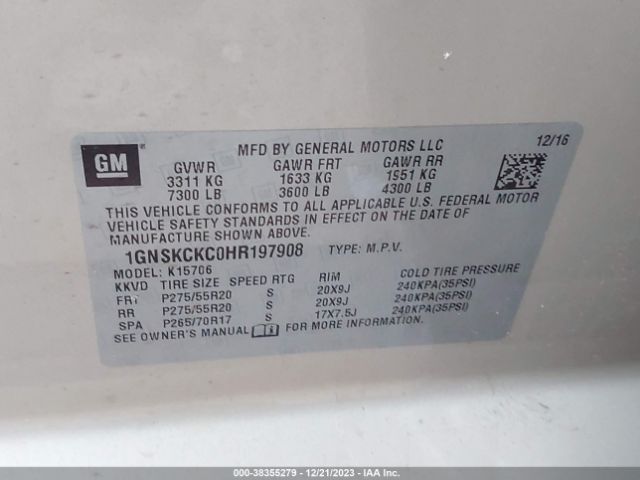 GM
MFD BY GENERAL MOTORS LLC 12/16
GVWR GAWR FRT GAWR RR
3311 KG 1633 KG 1551 KG
7300 LB 3600 LB 4300 LB
THIS VEHICLE CONFORMS TO ALL APPLICABLE U.S. FEDERAL MOTOR
VEHICLE SAFETY STANDARDS IN EFFECT ON THE DATE OF
MANUFACTURE SHOWN ABOVE.
1GNSKCKC0HR197908 TYPE: M.P.V.
MODEL: K15706
KKVD TIRE SIZE SPEED RTG RIM COLD TIRE PRESSURE
FRT P275/55R20 S 20X9J 240KPA(35PSI)
RR P275/55R20 S 20X9J 240KPA(35PSI)
SPA P265/70R17 S 17X7.5J 240KPA(35PSI)
SEE OWNER'S MANUAL FOR MORE INFORMATION.
000-38355279 - 12/21/2023 - IAA Inc.